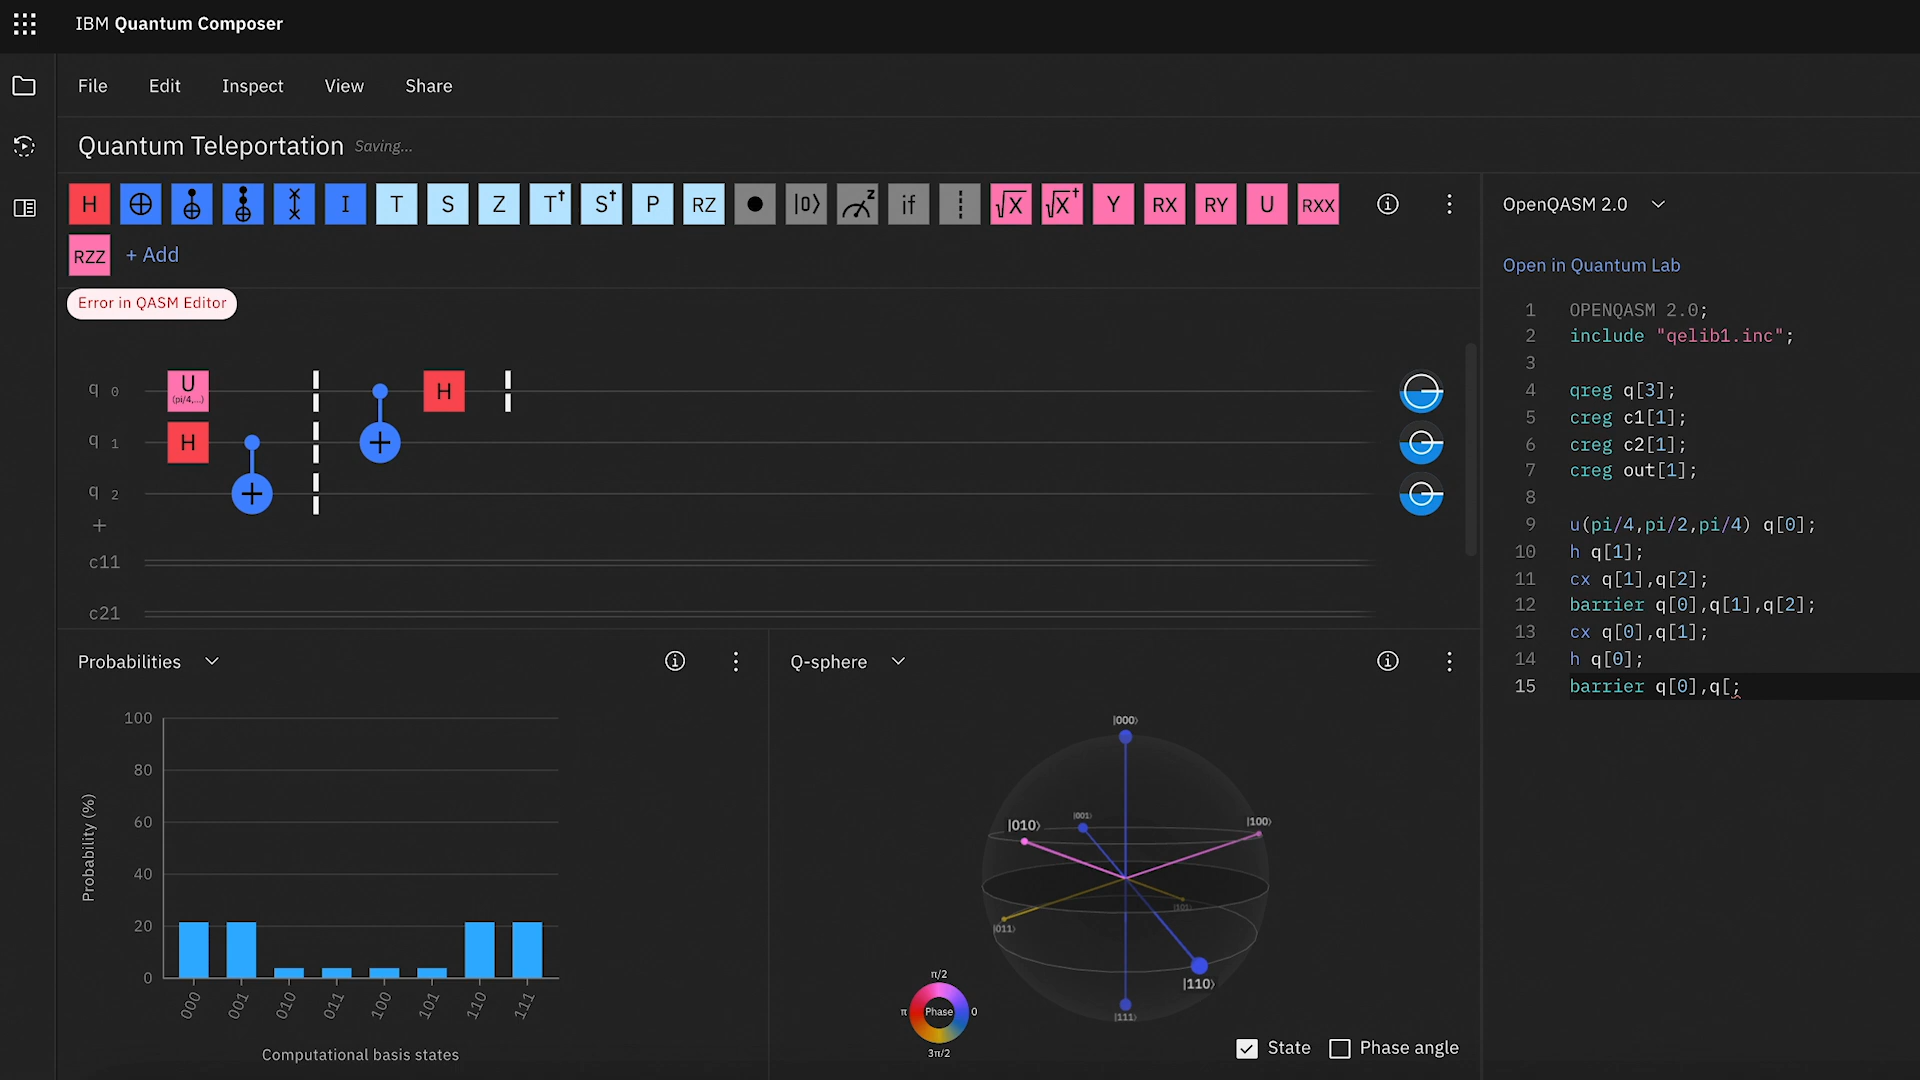 IBM Quantum Composer
File Edit Inspect View Share
Quantum Teleportation Saving...
H I T S Z T† S† P RZ |0⟩ z if √X √X† Y RX RY U RXX
RZZ + Add
Error in QASM Editor
q 0 U (pi/4,...) H
q 1 H
q 2
+
c11
c21
OpenQASM 2.0
Open in Quantum Lab
1 OPENQASM 2.0;
2 include "qelib1.inc";
3
4 qreg q[3];
5 creg c1[1];
6 creg c2[1];
7 creg out[1];
8
9 u(pi/4,pi/2,pi/4) q[0];
10 h q[1];
11 cx q[1],q[2];
12 barrier q[0],q[1],q[2];
13 cx q[0],q[1];
14 h q[0];
15 barrier q[0],q[;
Probabilities
100
80
60
40
20
0
Probability (%)
000 001 010 011 100 101 110 111
Computational basis states
Q-sphere
|000⟩
|001⟩
|010⟩
|100⟩
|101⟩
|011⟩
|110⟩
|111⟩
π/2
π Phase 0
3π/2
State Phase angle